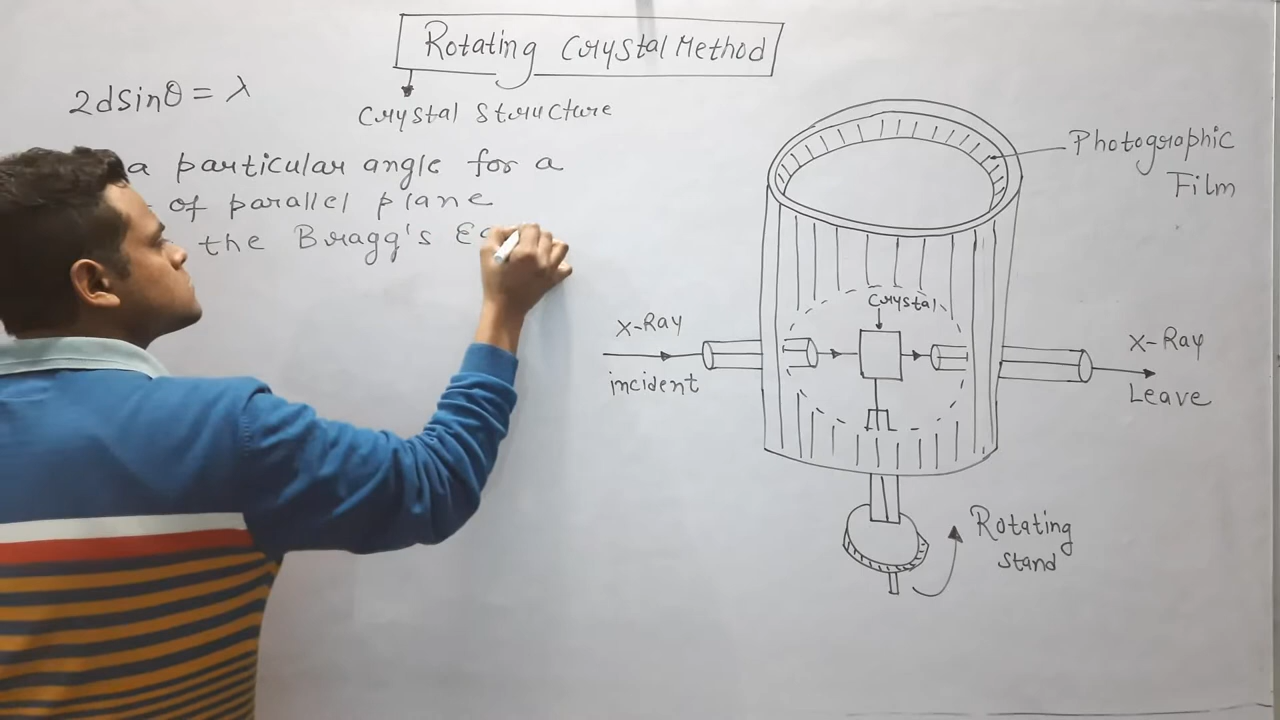 Rotating Crystal Method
2dsinθ = λ
Crystal Structure
a particular angle for a
of parallel plane
the Bragg's
Photographic
Film
Crystal
X-Ray
incident
X-Ray
Leave
Rotating
stand